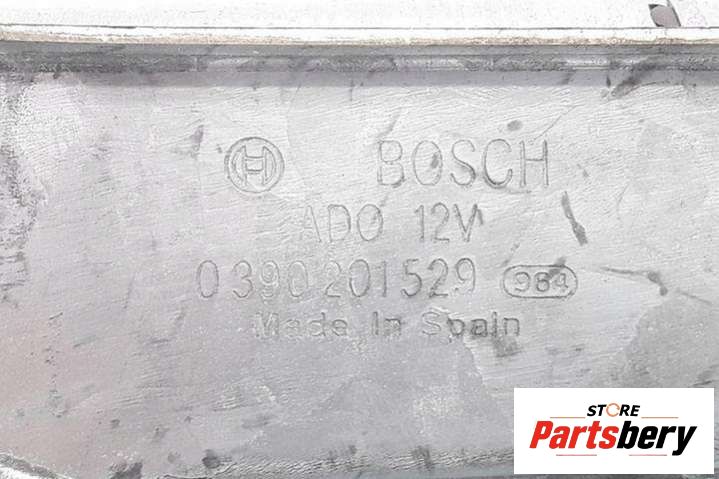 BOSCH
ADO 12V
0 390 201 529 984
Made In Spain
STORE
Partsbery